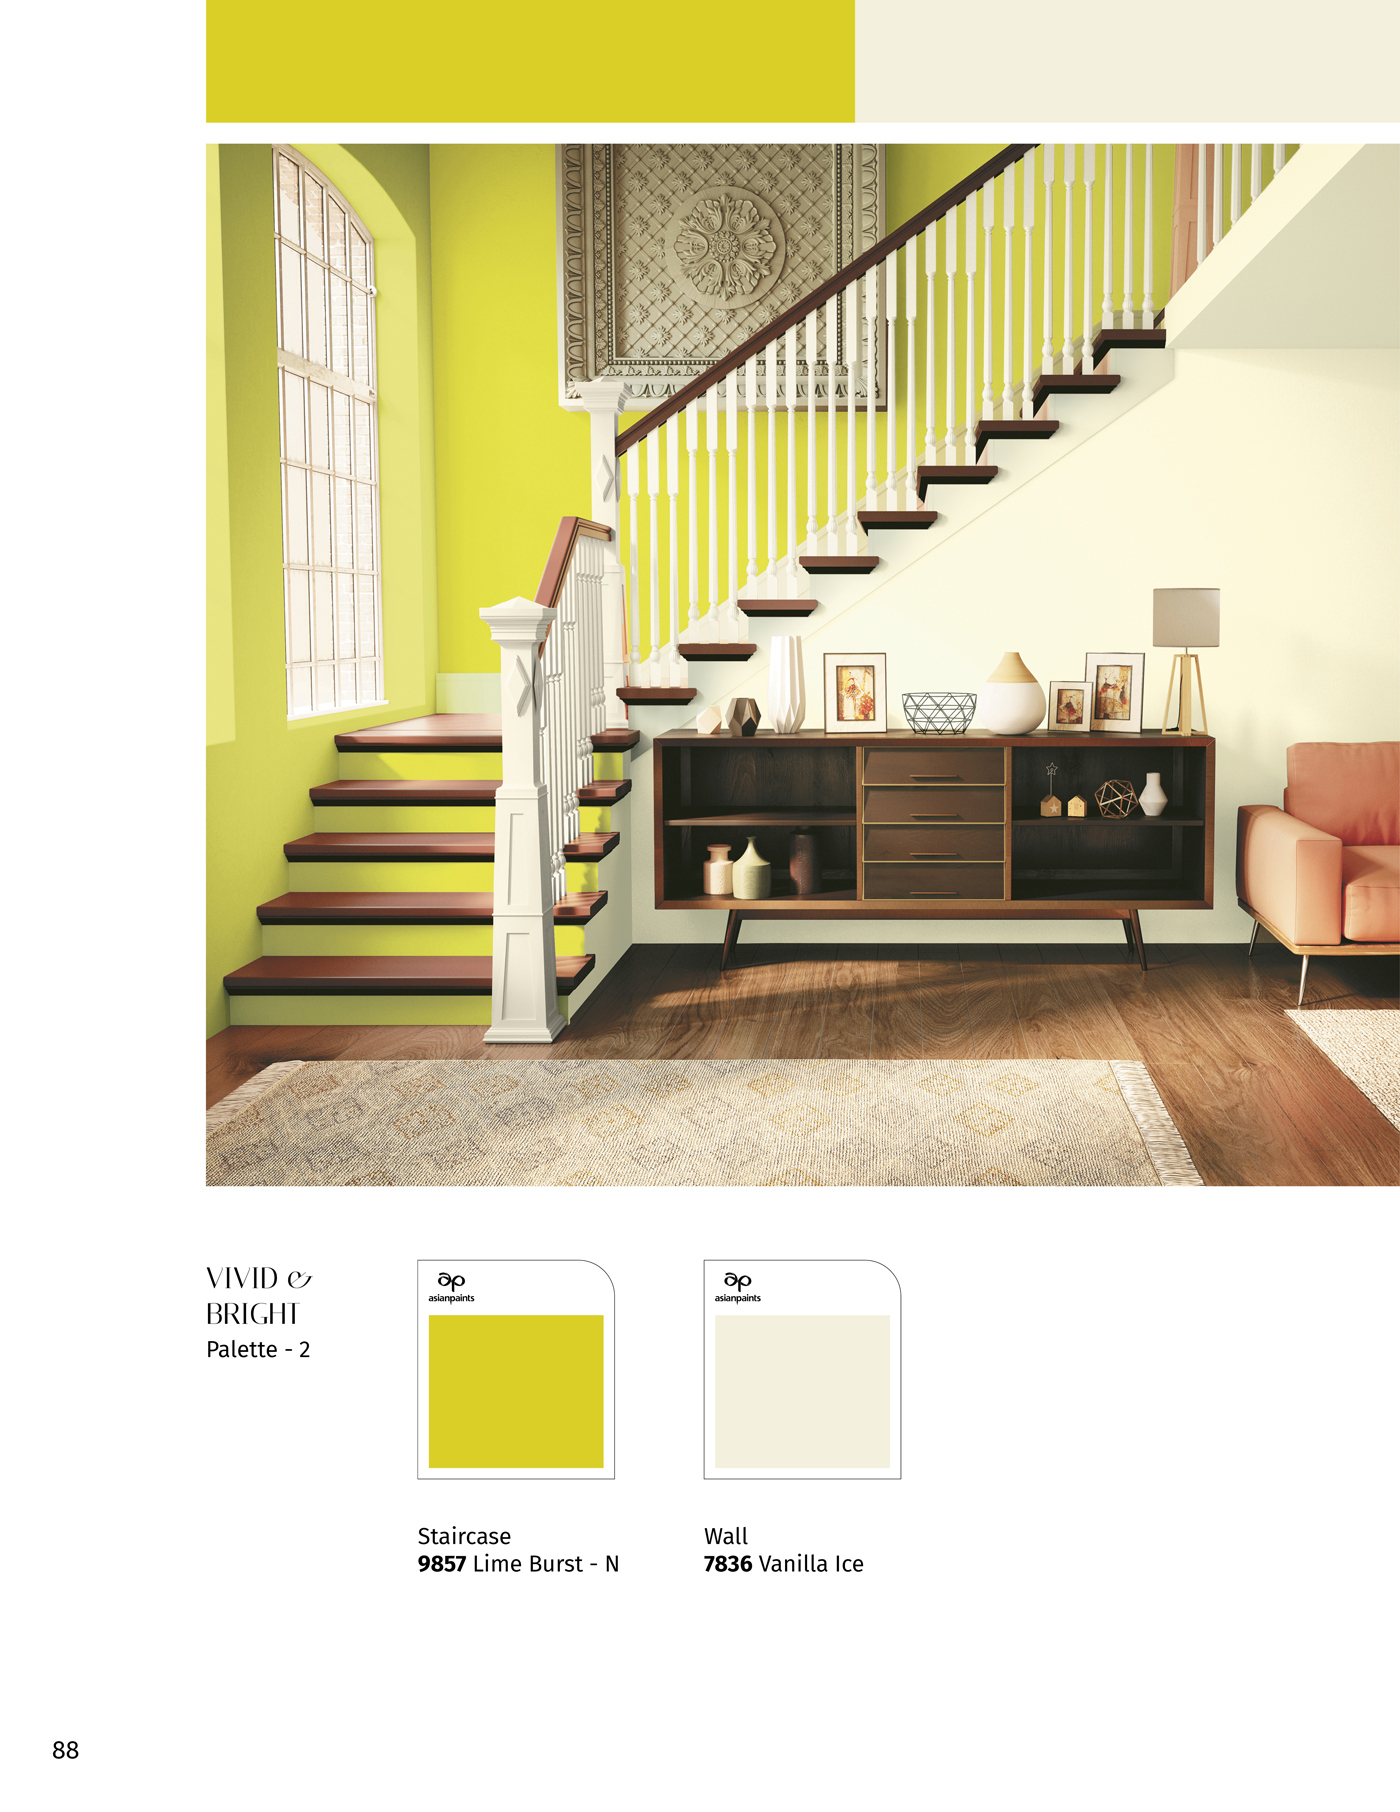 VIVID &
BRIGHT
Palette - 2
asianpaints
asianpaints
Staircase
9857 Lime Burst - N
Wall
7836 Vanilla Ice
88